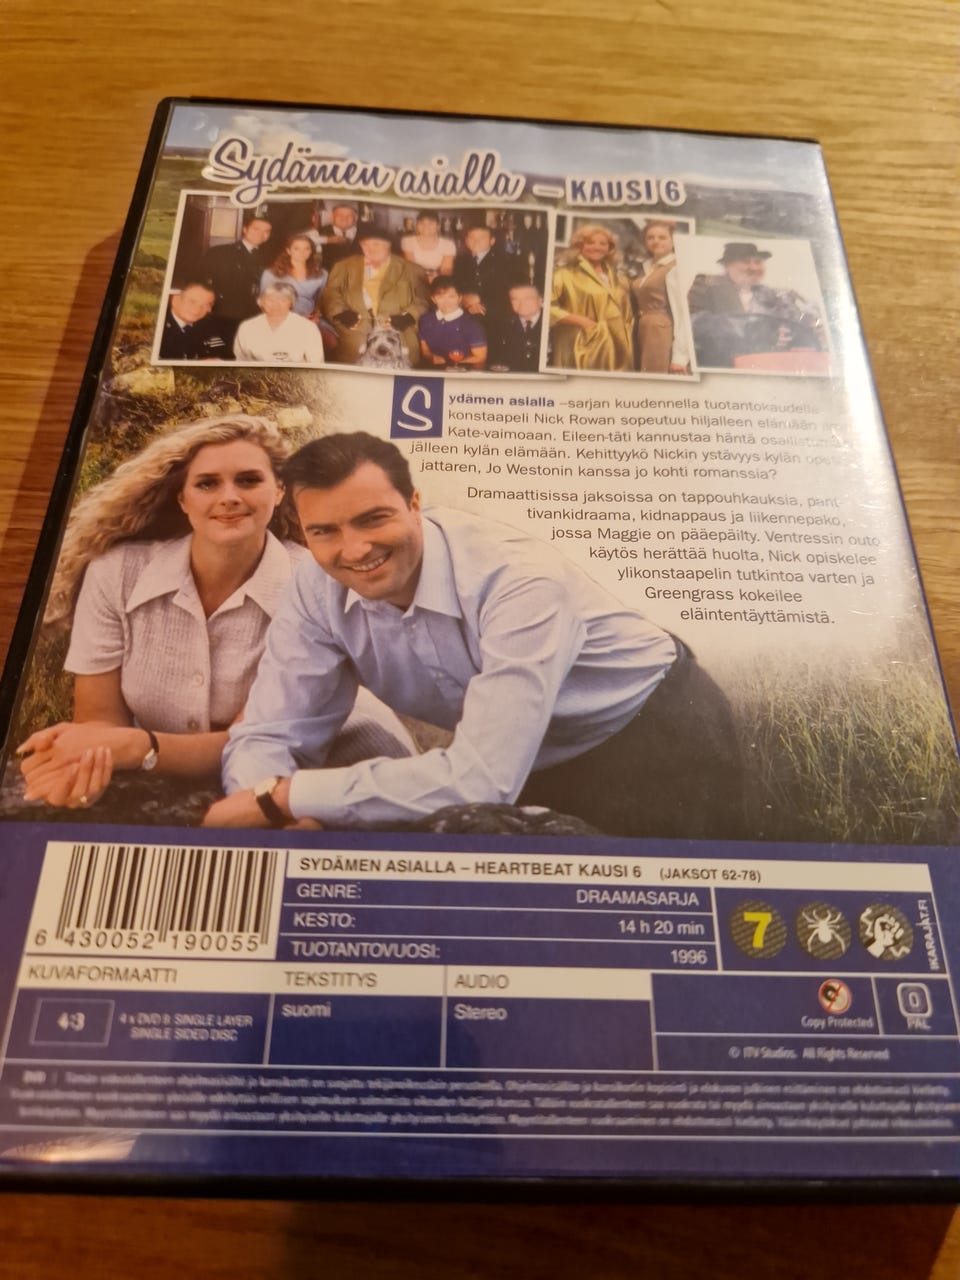 Sydämen asialla – KAUSI 6
Sydämen asialla –sarjan kuudennella tuotantokaudella
konstaapeli Nick Rowan sopeutuu hiljalleen elämään
Kate-vaimoaan. Eileen-täti kannustaa häntä
jälleen kylän elämään. Kehittyykö Nickin ystävyys kylän
jattaren, Jo Westonin kanssa jo kohti romanssia?
Dramaattisissa jaksoissa on tappouhkauksia, pant-
tivankidraama, kidnappaus ja liikennepako,
jossa Maggie on pääepäilty. Ventressin outo
käytös herättää huolta, Nick opiskelee
ylikonstaapelin tutkintoa varten ja
Greengrass kokeilee
eläintentäyttämistä.
6 430052 190055
SYDÄMEN ASIALLA – HEARTBEAT KAUSI 6 (JAKSOT 62-78)
GENRE: DRAAMASARJA
KESTO: 14 h 20 min
TUOTANTOVUOSI: 1996
7
IKARAJAT.FI
KUVAFORMAATTI
TEKSTITYS
AUDIO
4:3
4 x DVD 9: SINGLE LAYER
SINGLE SIDED DISC
suomi
Stereo
Copy Protected
0
PAL
© ITV Studios. All Rights Reserved